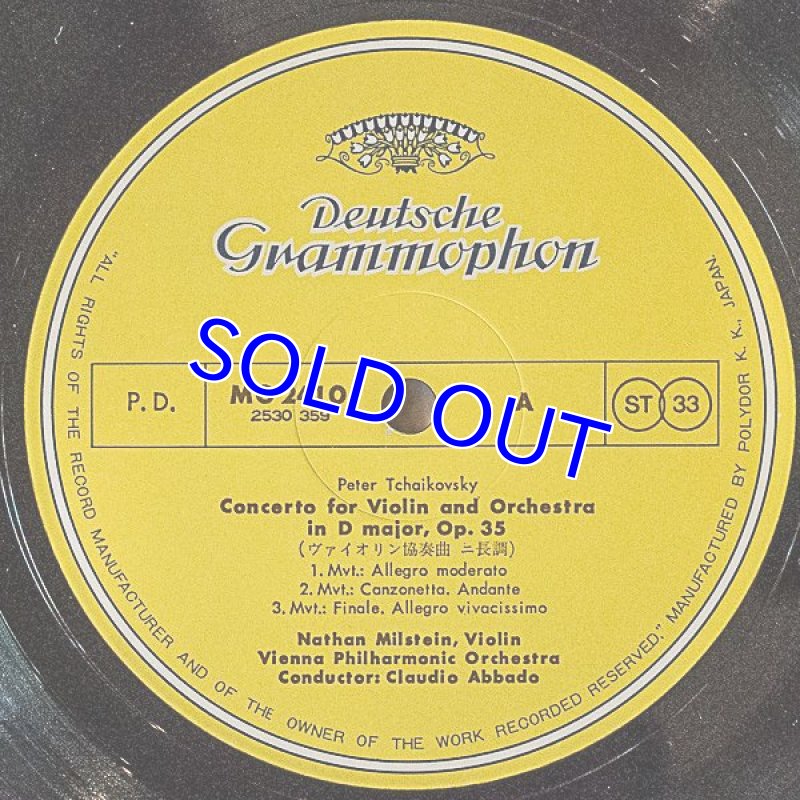 Deutsche
Grammophon
SOLD OUT
P. D.
2530 359
A
ST 33
Peter Tchaikovsky
Concerto for Violin and Orchestra
in D major, Op. 35
(ヴァイオリン協奏曲 ニ長調)
1. Mvt.: Allegro moderato
2. Mvt.: Canzonetta. Andante
3. Mvt.: Finale. Allegro vivacissimo
Nathan Milstein, Violin
Vienna Philharmonic Orchestra
Conductor: Claudio Abbado
"ALL RIGHTS OF THE RECORD MANUFACTURER AND OF THE OWNER OF THE WORK RECORDED RESERVED." MANUFACTURED BY POLYDOR K. K., JAPAN.